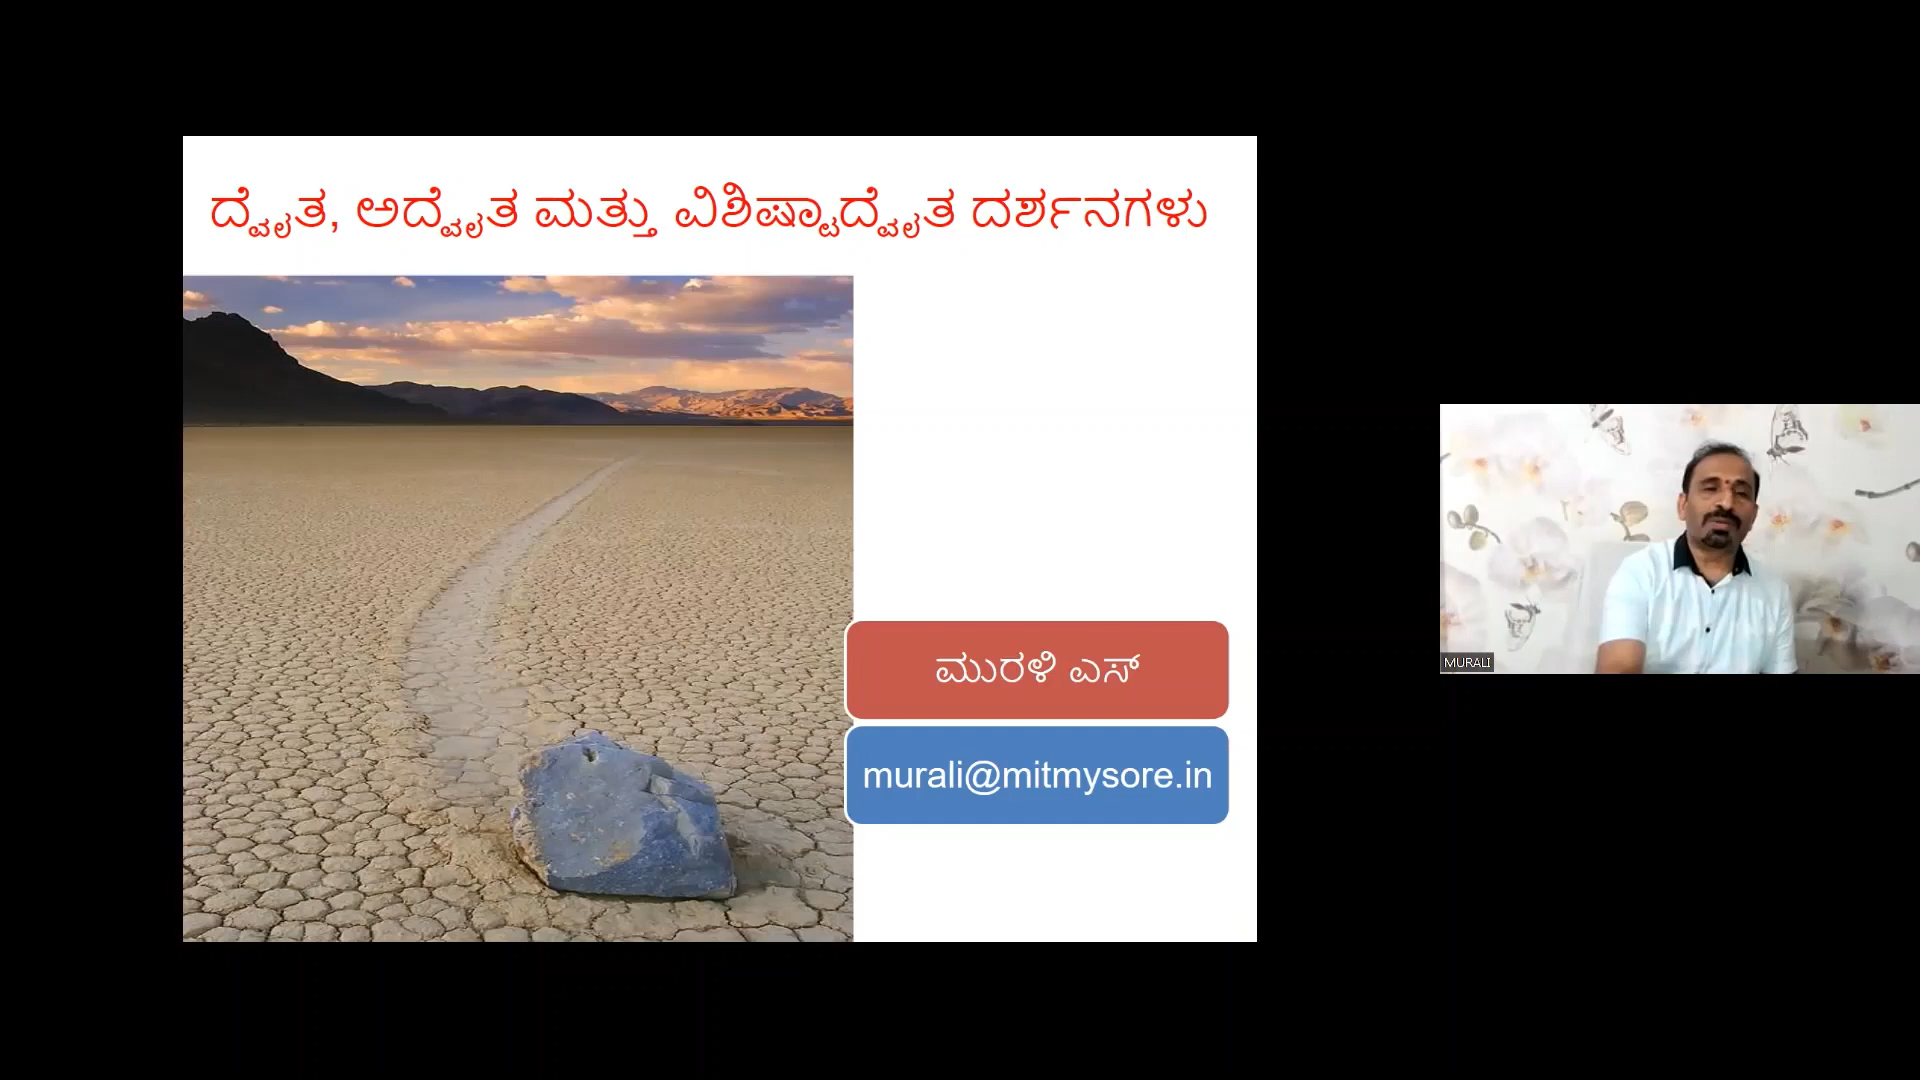 ದ್ವೈತ, ಅದ್ವೈತ ಮತ್ತು ವಿಶಿಷ್ಟಾದ್ವೈತ ದರ್ಶನಗಳು
ಮುರಳಿ ಎಸ್
murali@mitmysore.in
MURALI